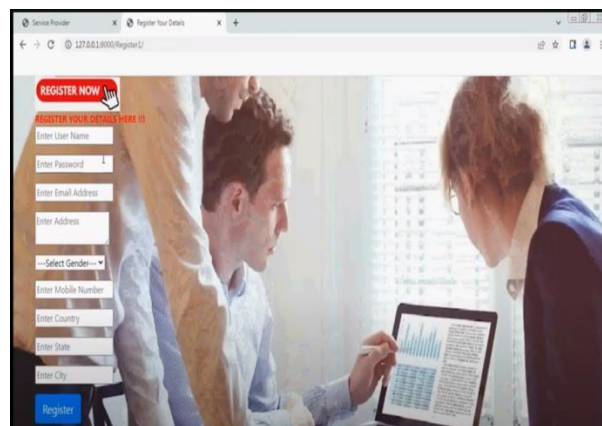 Service Provider
Register Your Details
127.0.0.1:8000/Register1/
REGISTER NOW
REGISTER YOUR DETAILS HERE !!!
Enter User Name
Enter Password
Enter Email Address
Enter Address
---Select Gender---
Enter Mobile Number
Enter Country
Enter State
Enter City
Register